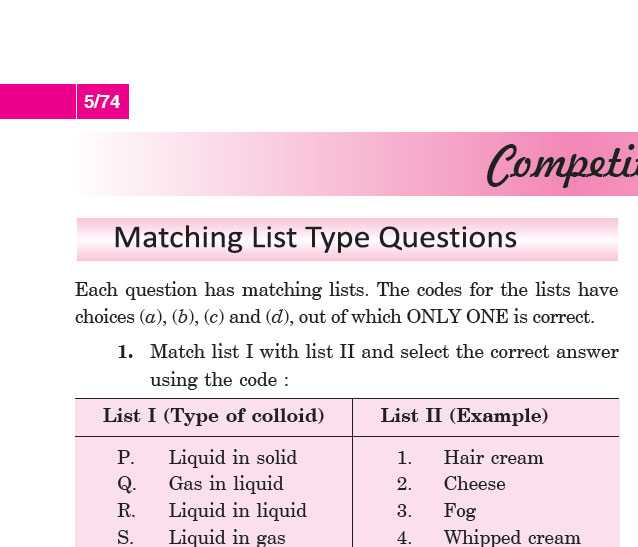 5/74
Matching List Type Questions
Each question has matching lists. The codes for the lists have
choices (a), (b), (c) and (d), out of which ONLY ONE is correct.
1. Match list I with list II and select the correct answer
using the code :
List I (Type of colloid) List II (Example)
P. Liquid in solid 1. Hair cream
Q. Gas in liquid 2. Cheese
R. Liquid in liquid 3. Fog
S. Liquid in gas 4. Whipped cream